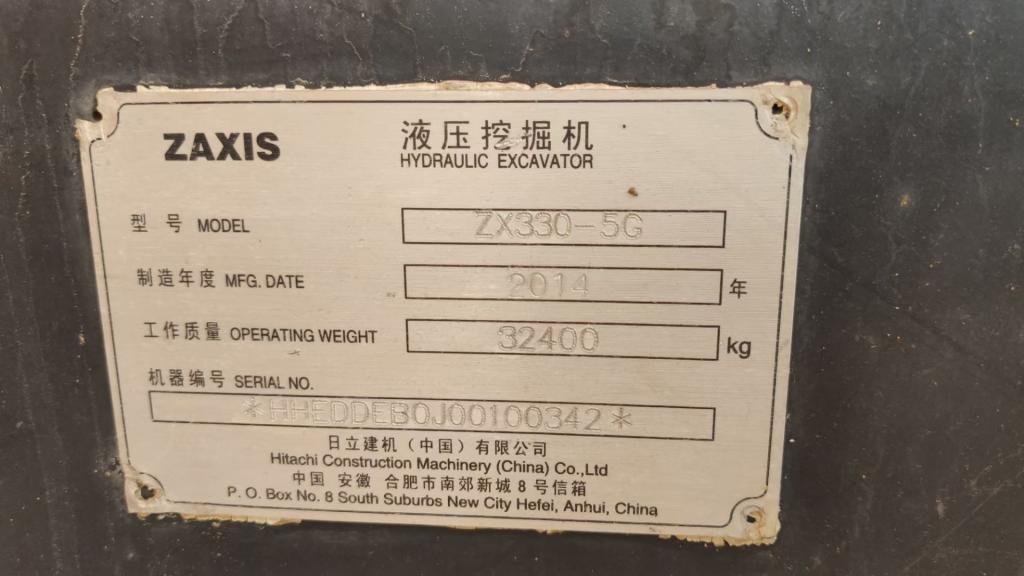 ZAXIS
液压挖掘机
HYDRAULIC EXCAVATOR
型 号 MODEL ZX330-5G
制造年度 MFG. DATE 2014 年
工作质量 OPERATING WEIGHT 32400 kg
机器编号 SERIAL NO.
*HHEDDEB0J00100342*
日立建机（中国）有限公司
Hitachi Construction Machinery (China) Co.,Ltd
中国 安徽 合肥市南郊新城 8 号信箱
P. O. Box No. 8 South Suburbs New City Hefei, Anhui, China